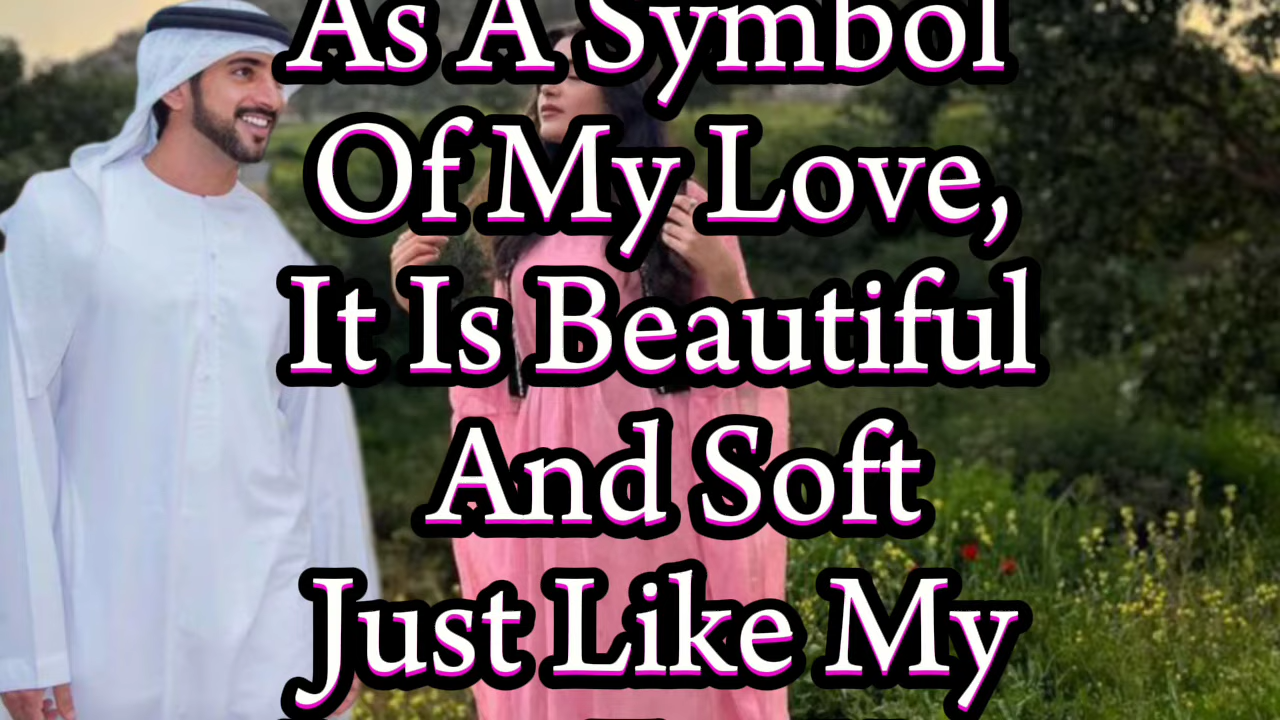 As A Symbol
Of My Love,
It Is Beautiful
And Soft
Just Like My